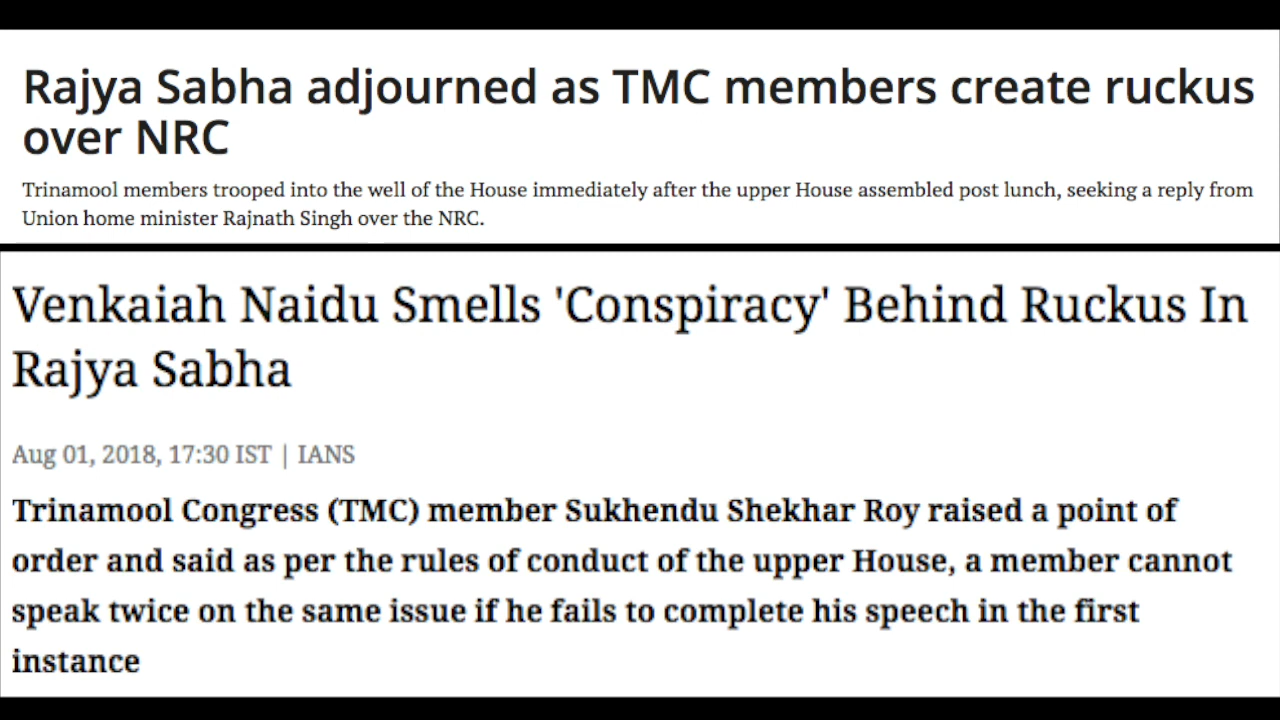 Rajya Sabha adjourned as TMC members create ruckus
over NRC
Trinamool members trooped into the well of the House immediately after the upper House assembled post lunch, seeking a reply from
Union home minister Rajnath Singh over the NRC.
Venkaiah Naidu Smells 'Conspiracy' Behind Ruckus In
Rajya Sabha
Aug 01, 2018, 17:30 IST | IANS
Trinamool Congress (TMC) member Sukhendu Shekhar Roy raised a point of
order and said as per the rules of conduct of the upper House, a member cannot
speak twice on the same issue if he fails to complete his speech in the first
instance